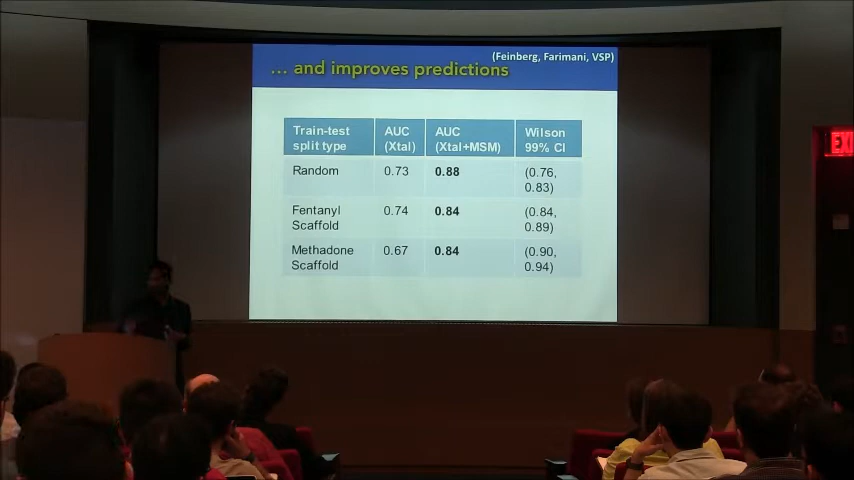 (Feinberg, Farimani, VSP)
... and improves predictions
Train-test split type | AUC (Xtal) | AUC (Xtal+MSM) | Wilson 99% CI
Random | 0.73 | 0.88 | (0.76, 0.83)
Fentanyl Scaffold | 0.74 | 0.84 | (0.84, 0.89)
Methadone Scaffold | 0.67 | 0.84 | (0.90, 0.94)
EXI